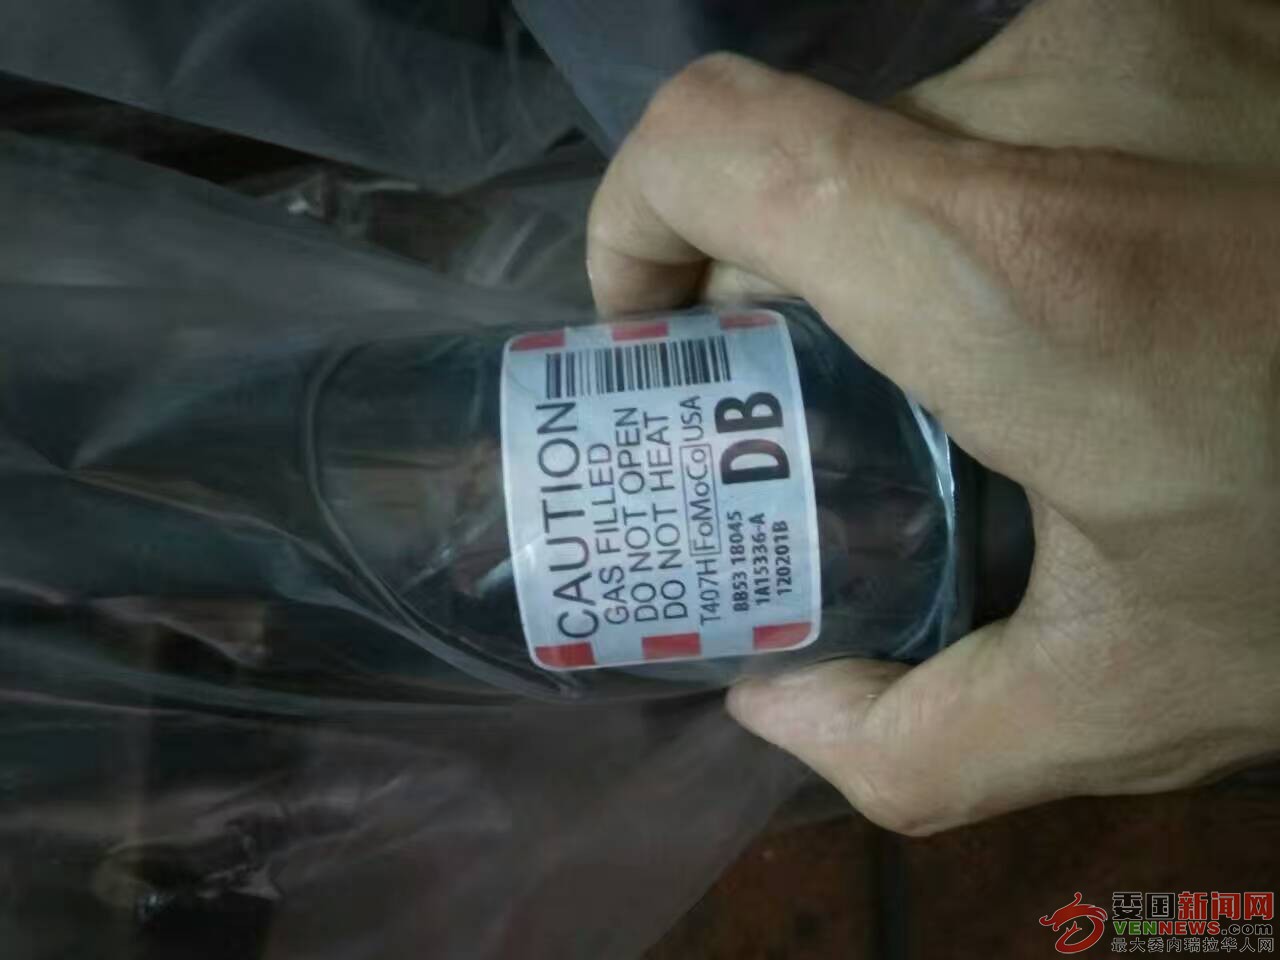 CAUTION
GAS FILLED
DO NOT OPEN
DO NOT HEAT
T407H FoMoCo USA
BB53 18045
1A15336-A
120201B
DB
委国新闻网
VENNEWS.com
最大委内瑞拉华人网